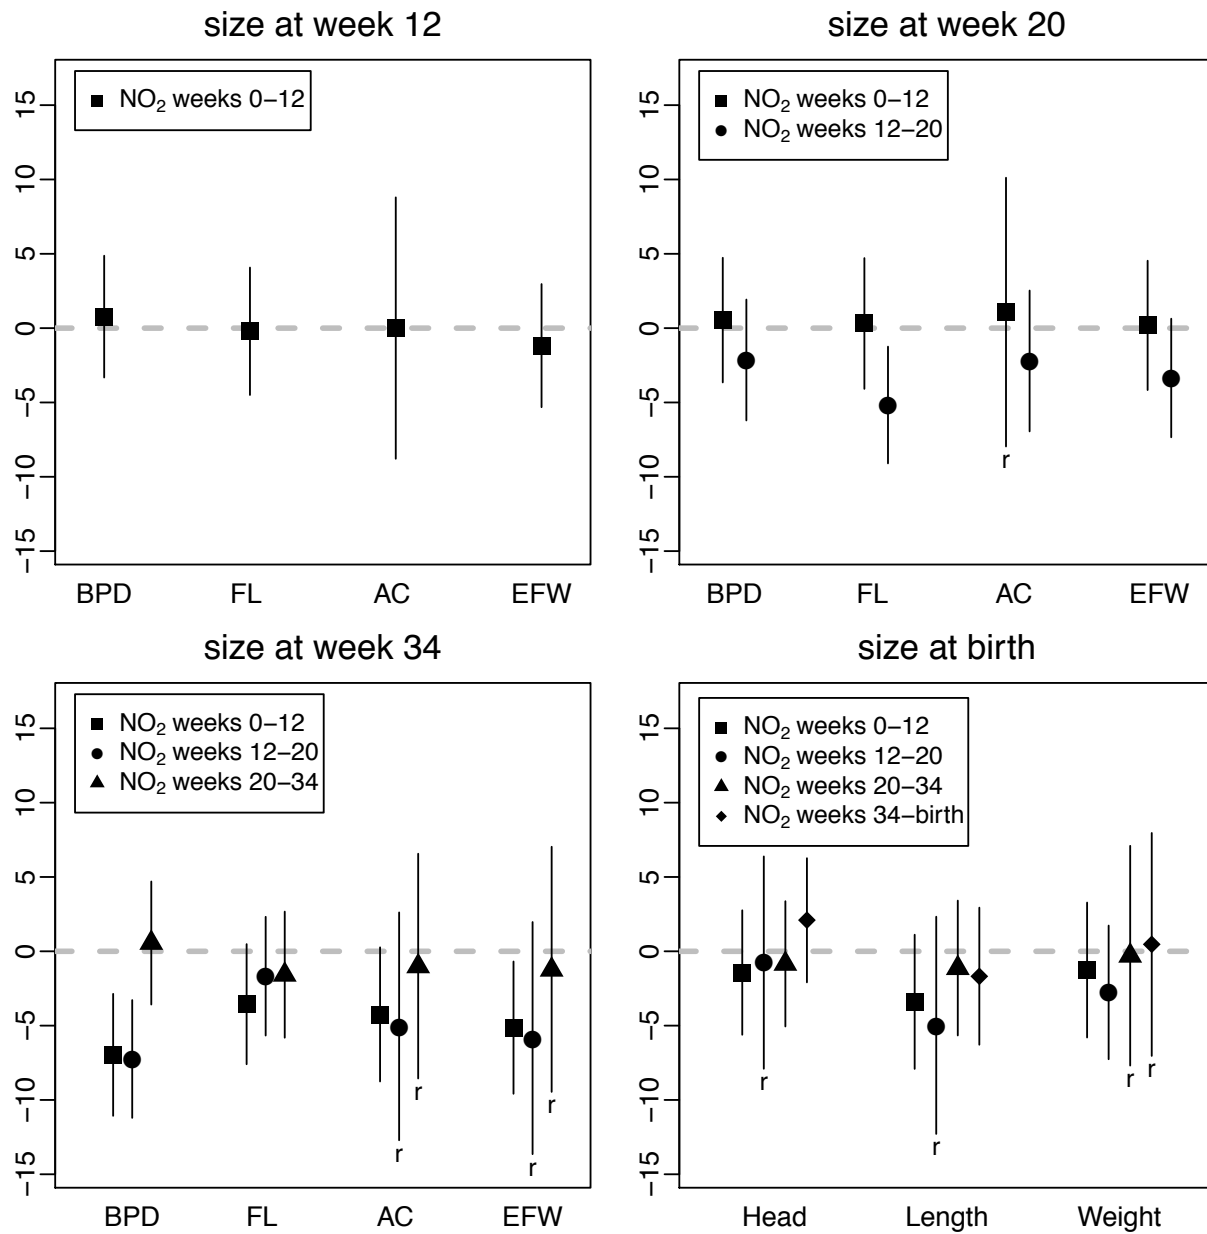 size at week 12
NO₂ weeks 0−12
15
10
5
0
−5
−10
−15
BPD FL AC EFW
size at week 20
NO₂ weeks 0−12
NO₂ weeks 12−20
15
10
5
0
−5
−10
−15
r
BPD FL AC EFW
size at week 34
NO₂ weeks 0−12
NO₂ weeks 12−20
NO₂ weeks 20−34
15
10
5
0
−5
−10
−15
r
r
r
r
BPD FL AC EFW
size at birth
NO₂ weeks 0−12
NO₂ weeks 12−20
NO₂ weeks 20−34
NO₂ weeks 34−birth
15
10
5
0
−5
−10
−15
r
r
r
r
Head Length Weight